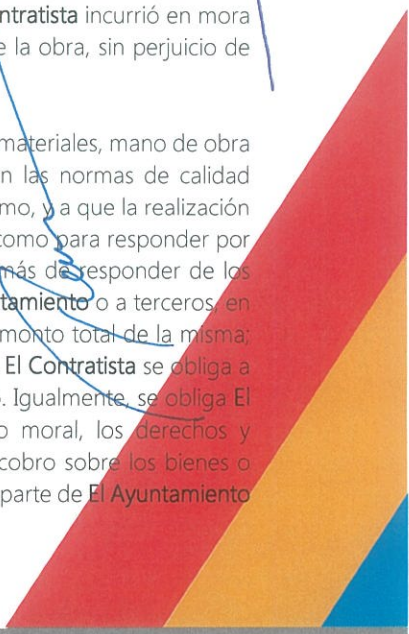 ntratista incurrió en mora
e la obra, sin perjuicio de
materiales, mano de obra
n las normas de calidad
mo, y a que la realización
como para responder por
más de responder de los
tamiento o a terceros, en
monto total de la misma;
El Contratista se obliga a
o. Igualmente, se obliga El
o moral, los derechos y
cobro sobre los bienes o
parte de El Ayuntamiento